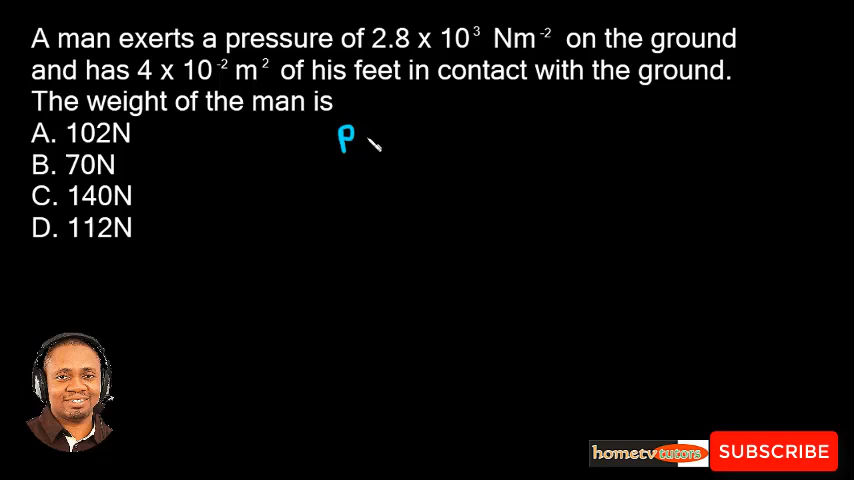 A man exerts a pressure of 2.8 x 10³ Nm⁻² on the ground
and has 4 x 10⁻² m² of his feet in contact with the ground.
The weight of the man is
A. 102N
P
B. 70N
C. 140N
D. 112N
hometvtutors
SUBSCRIBE